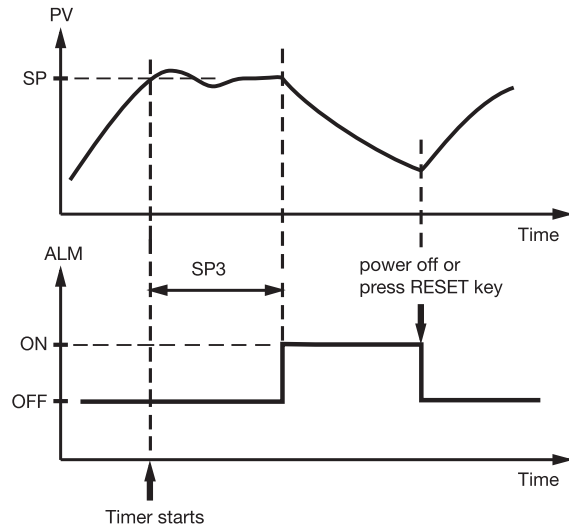 PV
SP
Time
ALM
SP3
power off or
press RESET key
ON
OFF
Time
Timer starts